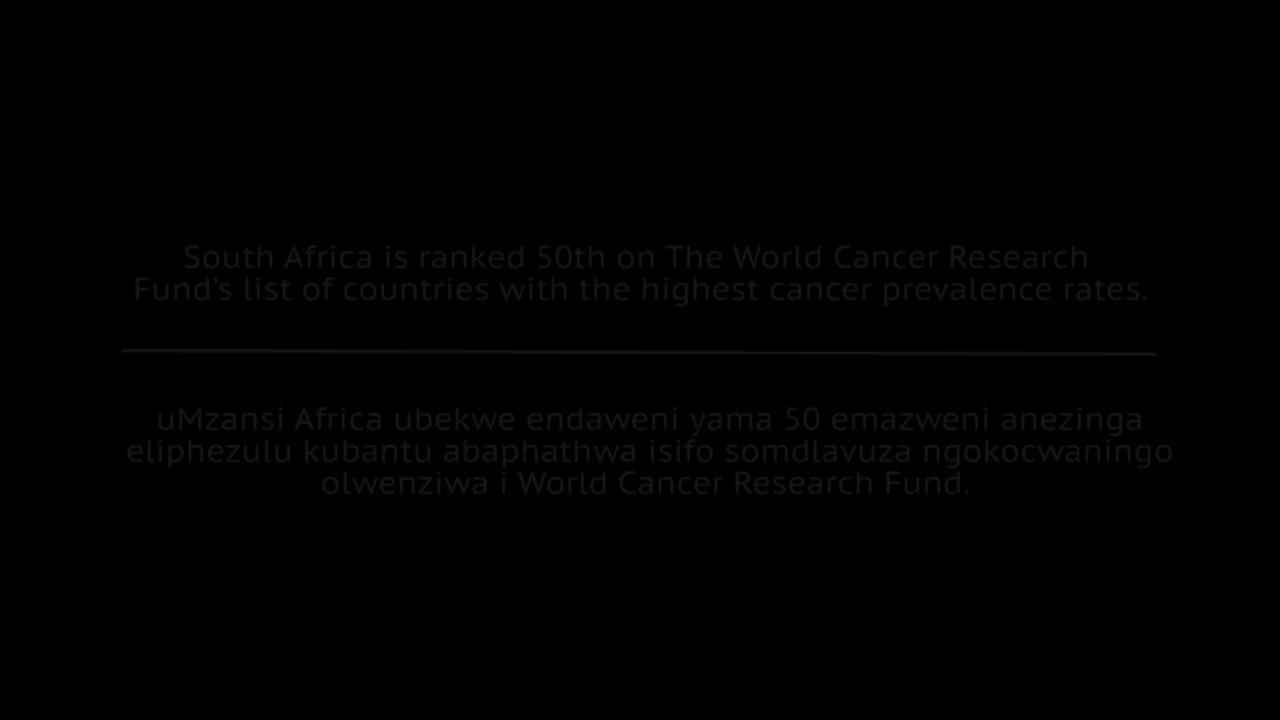 South Africa is ranked 50th on The World Cancer Research
Fund's list of countries with the highest cancer prevalence rates.
uMzansi Africa ubekwe endaweni yama 50 emazweni anezinga
eliphezulu kubantu abaphathwa isifo somdlavuza ngokocwaningo
olwenziwa i World Cancer Research Fund.